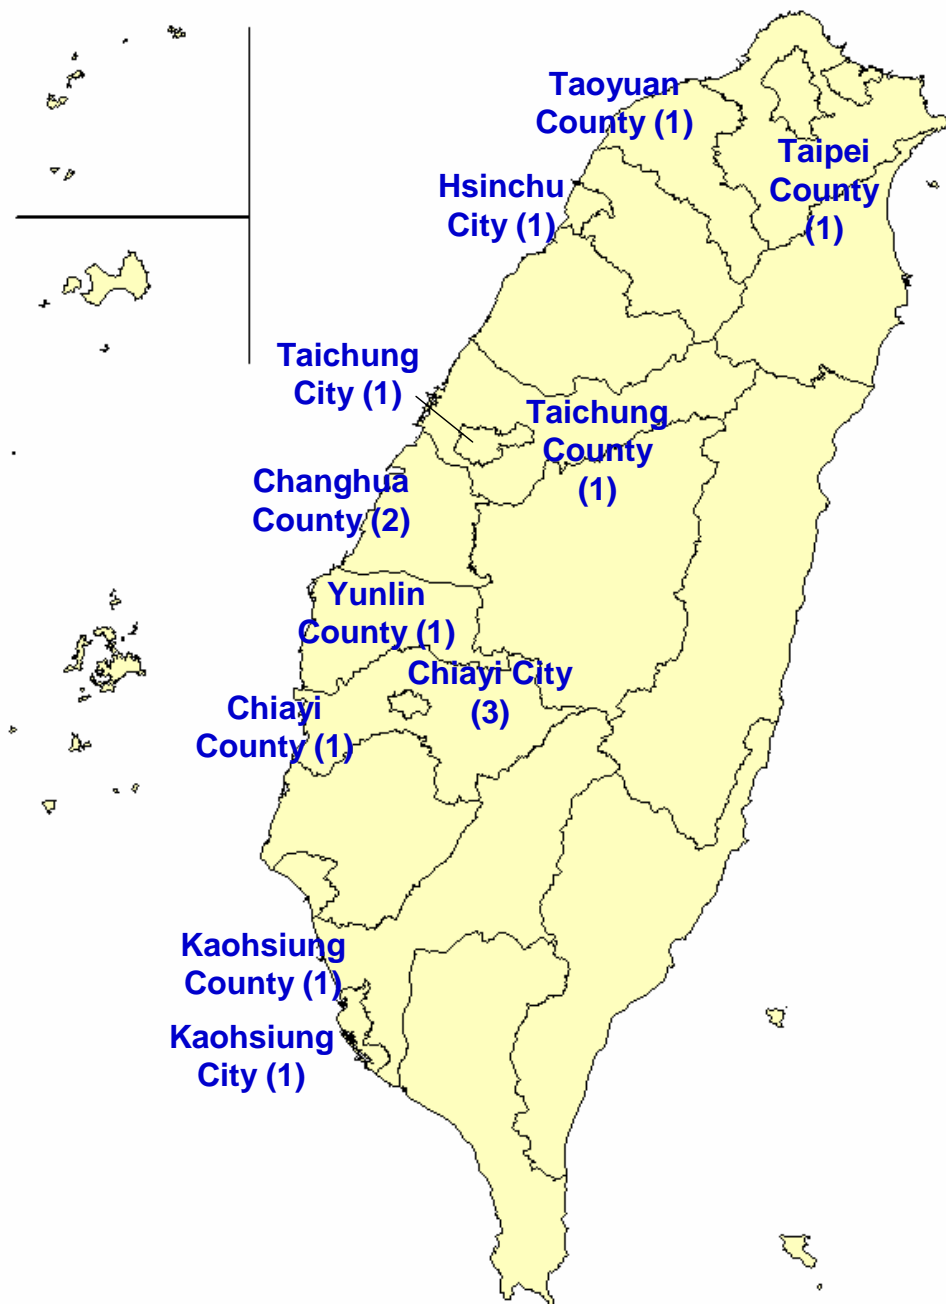 Taoyuan
County (1)
Taipei
County
(1)
Hsinchu
City (1)
Taichung
City (1)
Taichung
County
(1)
Changhua
County (2)
Yunlin
County (1)
Chiayi City
(3)
Chiayi
County (1)
Kaohsiung
County (1)
Kaohsiung
City (1)